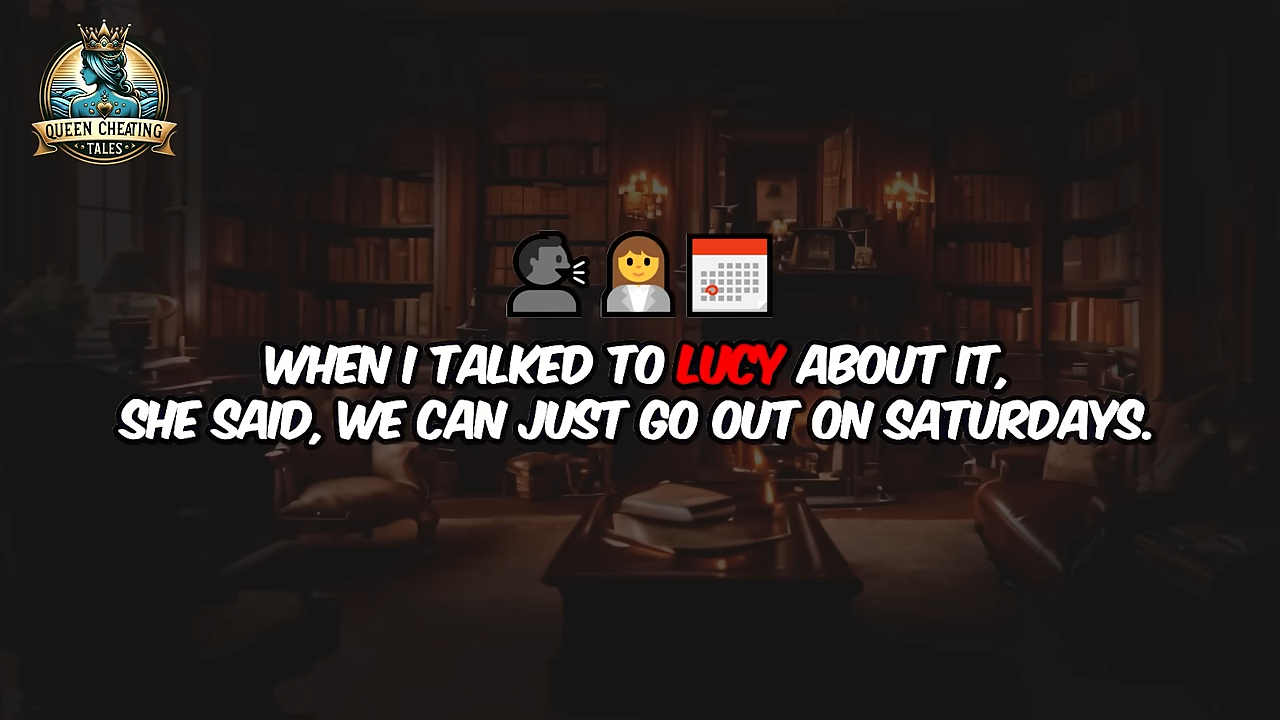 QUEEN CHEATING
TALES
WHEN I TALKED TO LUCY ABOUT IT,
SHE SAID, WE CAN JUST GO OUT ON SATURDAYS.